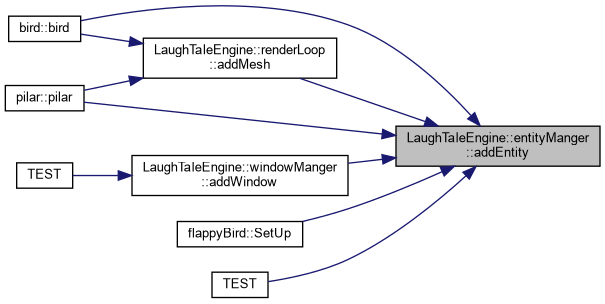 bird::bird
LaughTaleEngine::renderLoop
::addMesh
pilar::pilar
LaughTaleEngine::entityManger
::addEntity
TEST
LaughTaleEngine::windowManger
::addWindow
flappyBird::SetUp
TEST